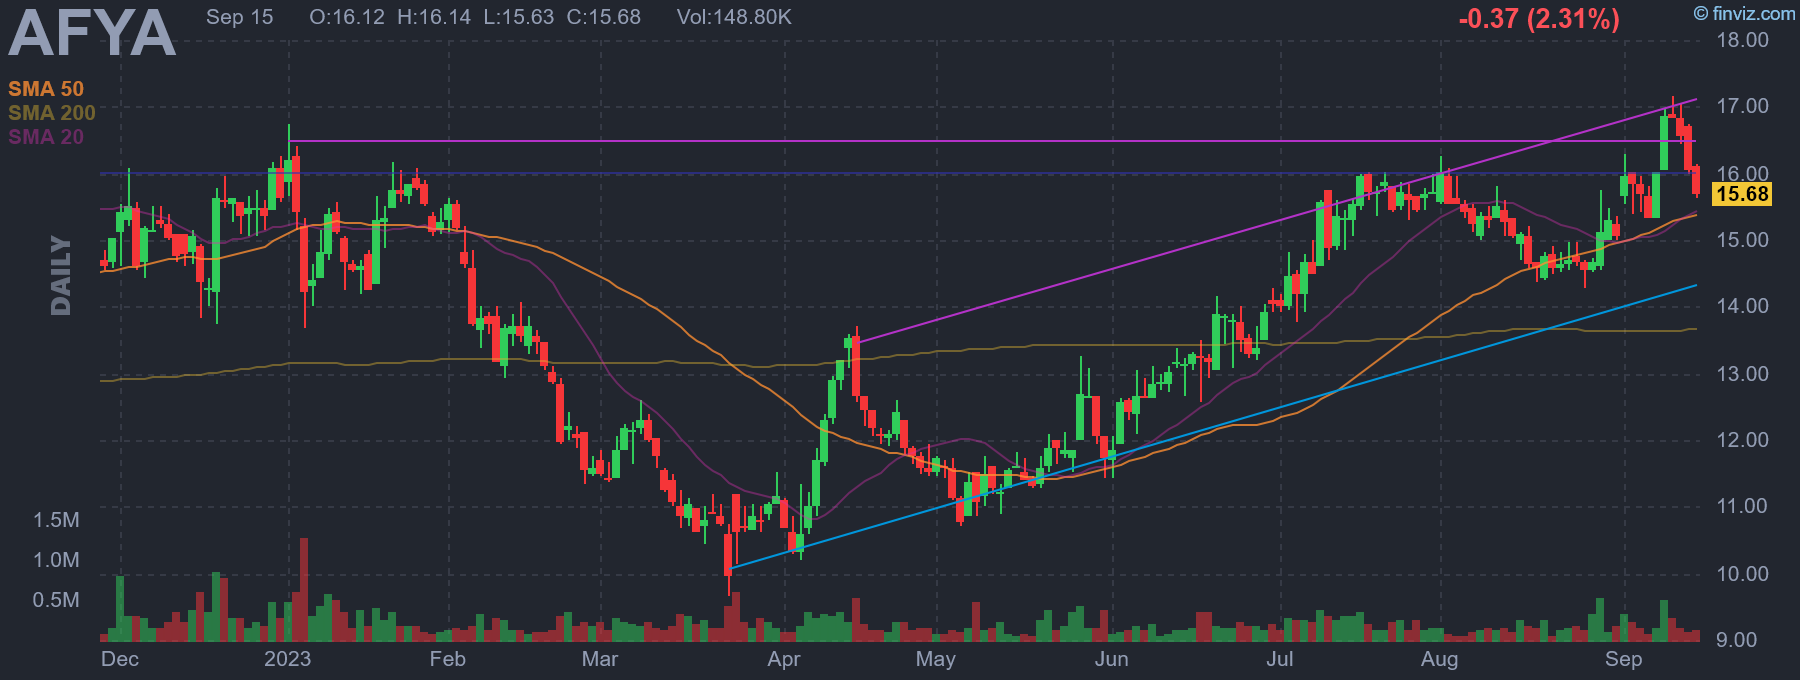 AFYA
Sep 15 O:16.12 H:16.14 L:15.63 C:15.68 Vol:148.80K
-0.37 (2.31%)
© finviz.com
SMA 50
SMA 200
SMA 20
DAILY
18.00
17.00
16.00
15.68
15.00
14.00
13.00
12.00
11.00
10.00
9.00
1.5M
1.0M
0.5M
Dec 2023 Feb Mar Apr May Jun Jul Aug Sep